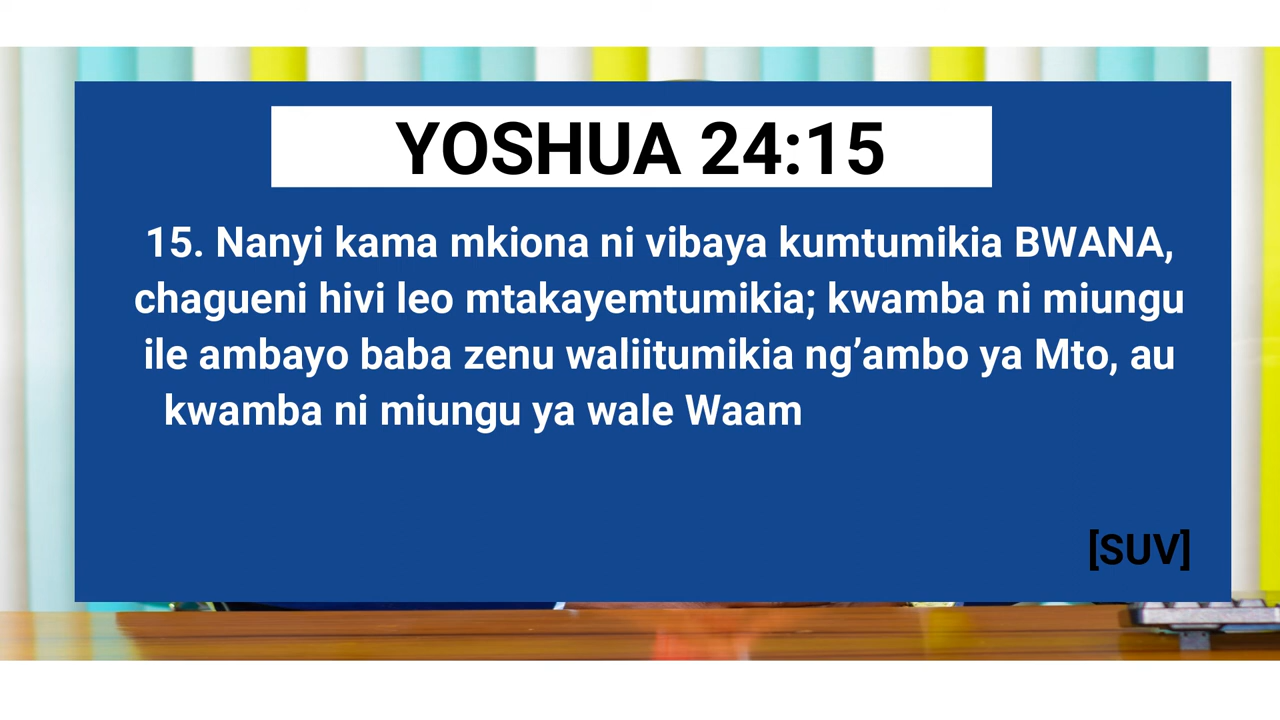 YOSHUA 24:15
15. Nanyi kama mkiona ni vibaya kumtumikia BWANA,
chagueni hivi leo mtakayemtumikia; kwamba ni miungu
ile ambayo baba zenu waliitumikia ng’ambo ya Mto, au
kwamba ni miungu ya wale Waam
[SUV]